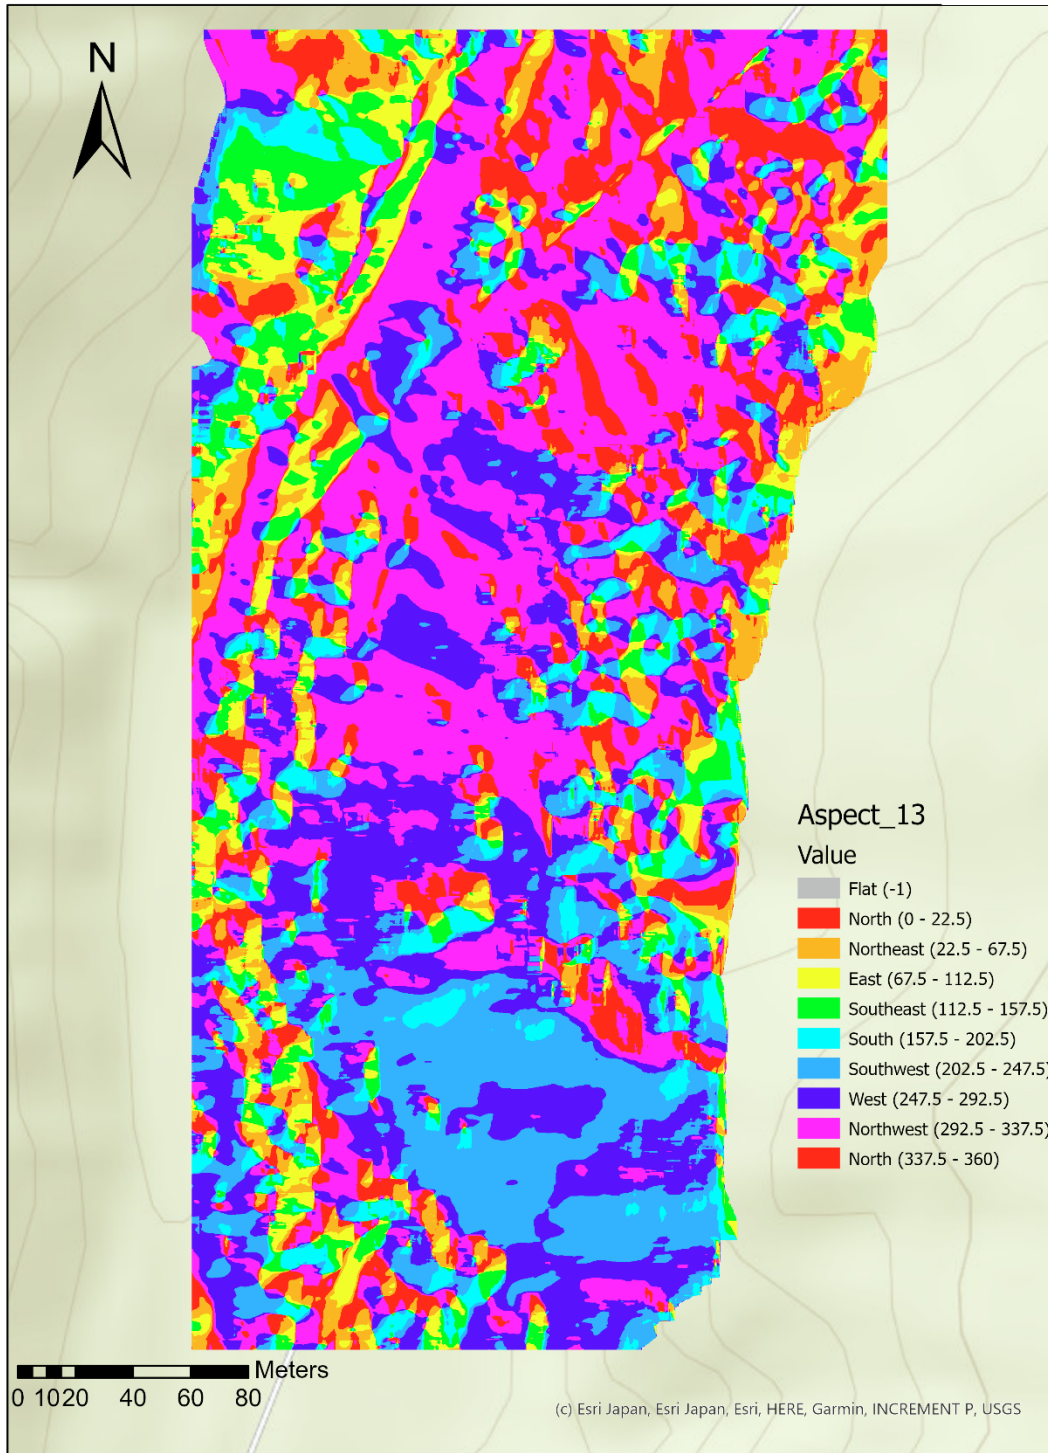 N
Aspect_13
Value
Flat (-1)
North (0 - 22.5)
Northeast (22.5 - 67.5)
East (67.5 - 112.5)
Southeast (112.5 - 157.5)
South (157.5 - 202.5)
Southwest (202.5 - 247.5)
West (247.5 - 292.5)
Northwest (292.5 - 337.5)
North (337.5 - 360)
Meters
0 10 20 40 60 80
(c) Esri Japan, Esri Japan, Esri, HERE, Garmin, INCREMENT P, USGS